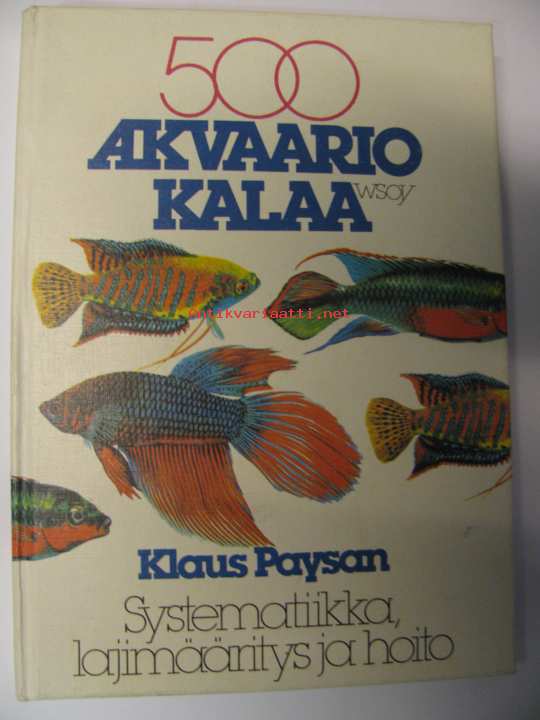 500
AKVAARIO
KALAA
wsoy
antikvariaatti.net
Klaus Paysan
Systematiikka,
lajimääritys ja hoito